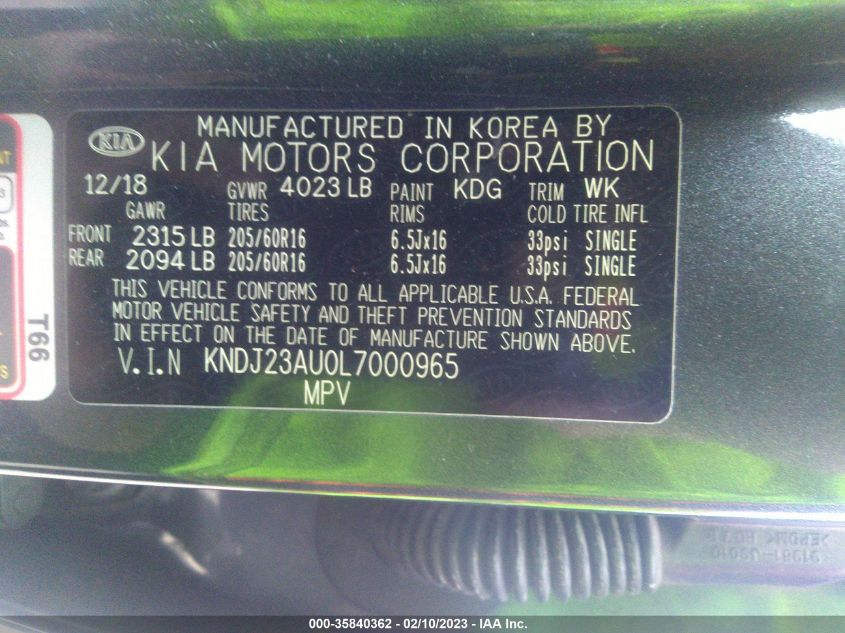 KIA
MANUFACTURED IN KOREA BY
KIA MOTORS CORPORATION
12/18 GVWR 4023 LB PAINT KDG TRIM WK
GAWR TIRES RIMS COLD TIRE INFL
FRONT 2315 LB 205/60R16 6.5Jx16 33psi SINGLE
REAR 2094 LB 205/60R16 6.5Jx16 33psi SINGLE
THIS VEHICLE CONFORMS TO ALL APPLICABLE U.S.A. FEDERAL
MOTOR VEHICLE SAFETY AND THEFT PREVENTION STANDARDS
IN EFFECT ON THE DATE OF MANUFACTURE SHOWN ABOVE.
V.I.N KNDJ23AU0L7000965
MPV
T66
000-35840362 - 02/10/2023 - IAA Inc.